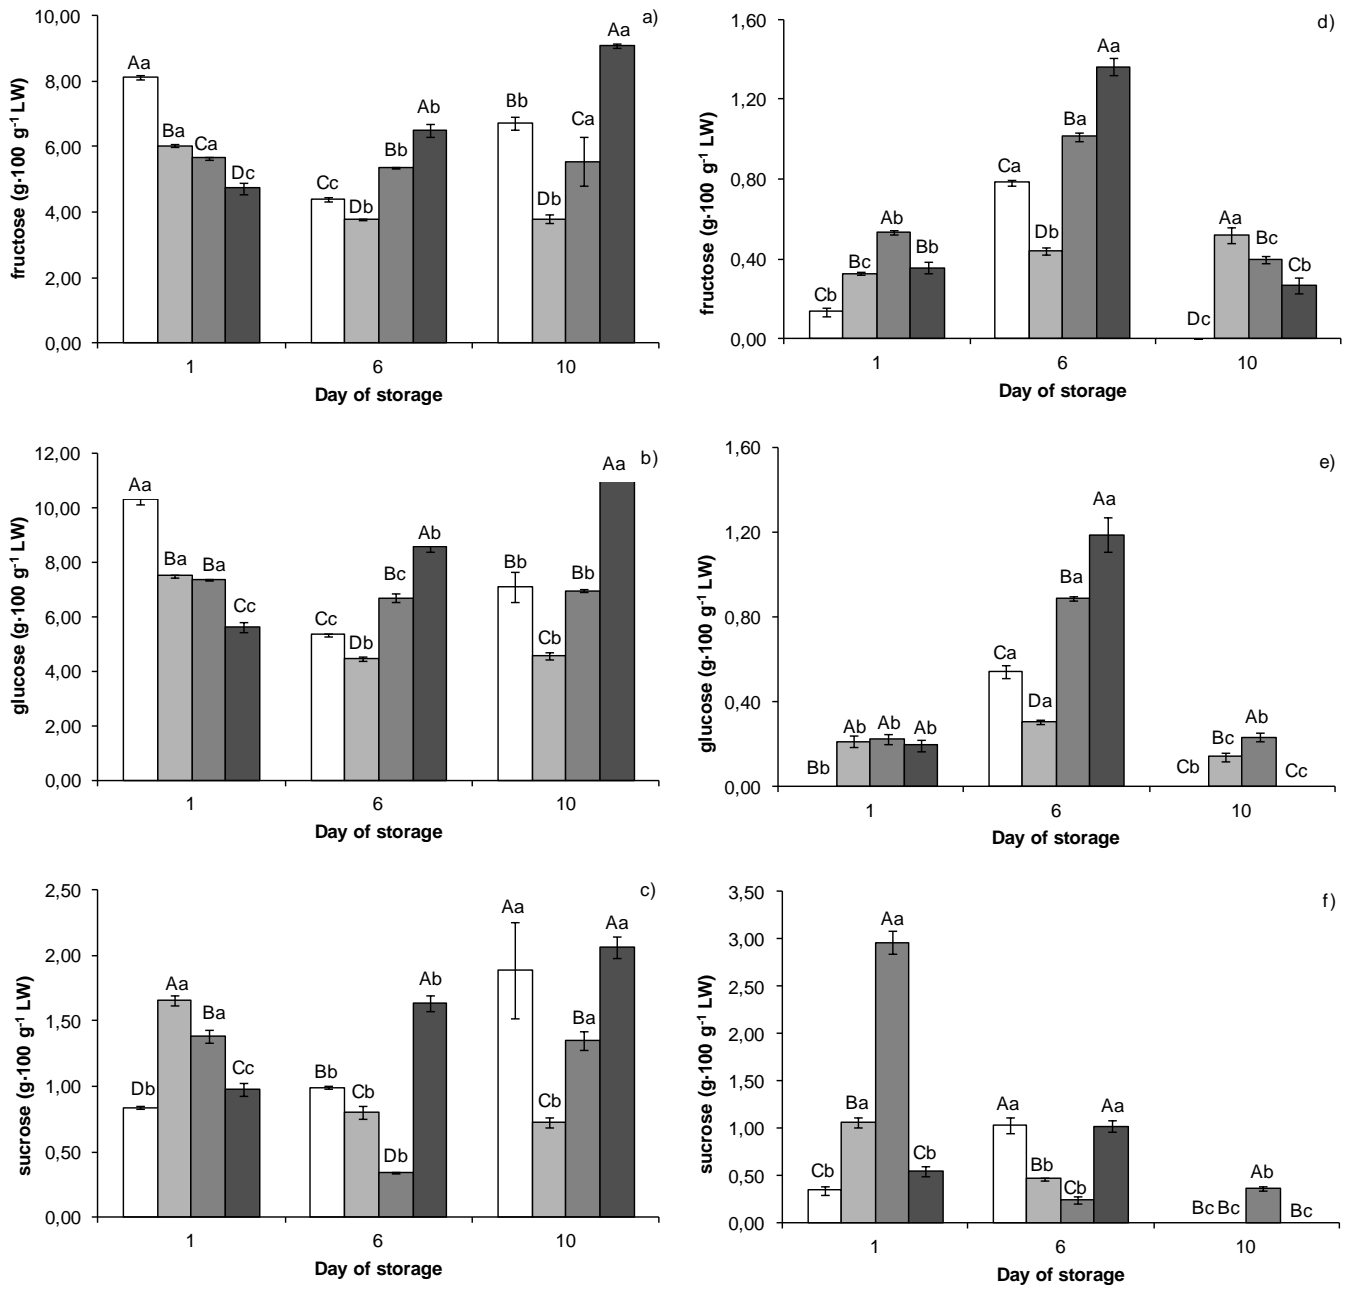 a)
fructose (g·100 g-1 LW)
10,00
8,00
6,00
4,00
2,00
0,00
Aa
Ba
Ca
Dc
Cc
Db
Bb
Ab
Bb
Db
Ca
Aa
1
6
10
Day of storage
d)
fructose (g·100 g-1 LW)
1,60
1,20
0,80
0,40
0,00
Cb
Bc
Ab
Bb
Ca
Db
Ba
Aa
Dc
Aa
Bc
Cb
1
6
10
Day of storage
b)
glucose (g·100 g-1 LW)
12,00
10,00
8,00
6,00
4,00
2,00
0,00
Aa
Ba
Ba
Cc
Cc
Db
Bc
Ab
Bb
Cb
Bb
Aa
1
6
10
Day of storage
e)
glucose (g·100 g-1 LW)
1,60
1,20
0,80
0,40
0,00
Bb
Ab
Ab
Ab
Ca
Da
Ba
Aa
Cb
Bc
Ab
Cc
1
6
10
Day of storage
c)
sucrose (g·100 g-1 LW)
2,50
2,00
1,50
1,00
0,50
0,00
Db
Aa
Ba
Cc
Bb
Cb
Db
Ab
Aa
Cb
Ba
Aa
1
6
10
Day of storage
f)
sucrose (g·100 g-1 LW)
3,50
3,00
2,50
2,00
1,50
1,00
0,50
0,00
Cb
Ba
Aa
Cb
Aa
Bb
Cb
Aa
Bc
Bc
Ab
Bc
1
6
10
Day of storage